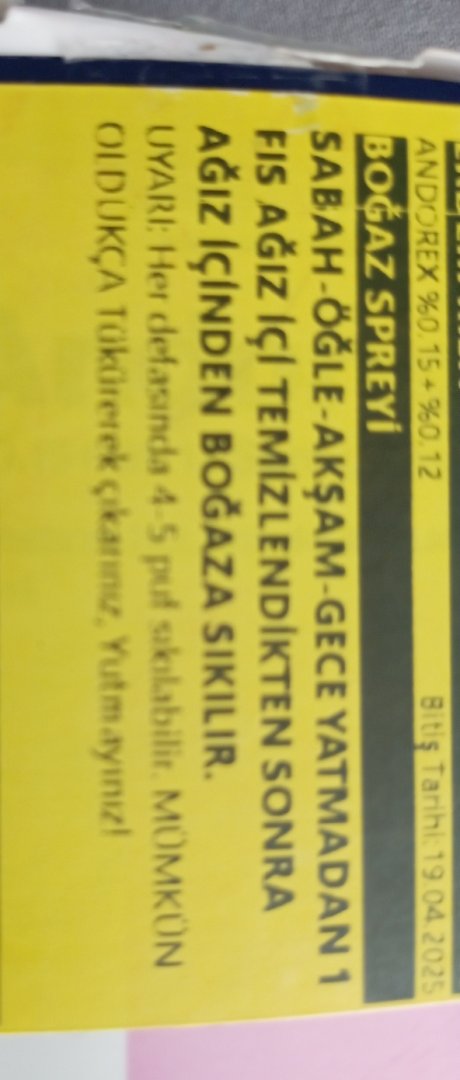 ANDOREX %0.15+%0.12 Bitiş Tarihi:19.04.2025
BOĞAZ SPREYİ
SABAH-ÖĞLE-AKŞAM-GECE YATMADAN 1
FIS AĞIZ İÇİ TEMİZLENDİKTEN SONRA
AĞIZ İÇİNDEN BOĞAZA SIKILIR.
UYARI: Her defasında 4-5 puf sıkılabilir. MÜMKÜN
OLDUKÇA Tükürerek çıkarınız, Yutmayınız!